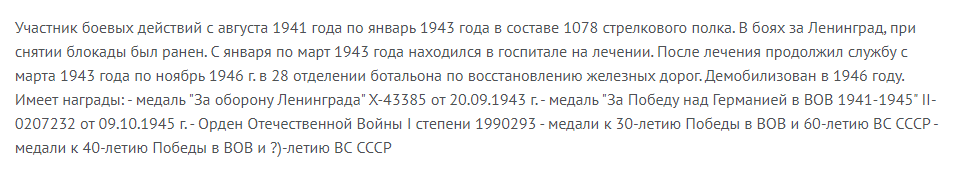 Участник боевых действий с августа 1941 года по январь 1943 года в составе 1078 стрелкового полка. В боях за Ленинград, при
снятии блокады был ранен. С января по март 1943 года находился в госпитале на лечении. После лечения продолжил службу с
марта 1943 года по ноябрь 1946 г. в 28 отделении ботальона по восстановлению железных дорог. Демобилизован в 1946 году.
Имеет награды: - медаль "За оборону Ленинграда" Х-43385 от 20.09.1943 г. - медаль "За Победу над Германией в ВОВ 1941-1945" II-
0207232 от 09.10.1945 г. - Орден Отечественной Войны I степени 1990293 - медали к 30-летию Победы в ВОВ и 60-летию ВС СССР -
медали к 40-летию Победы в ВОВ и ?)-летию ВС СССР